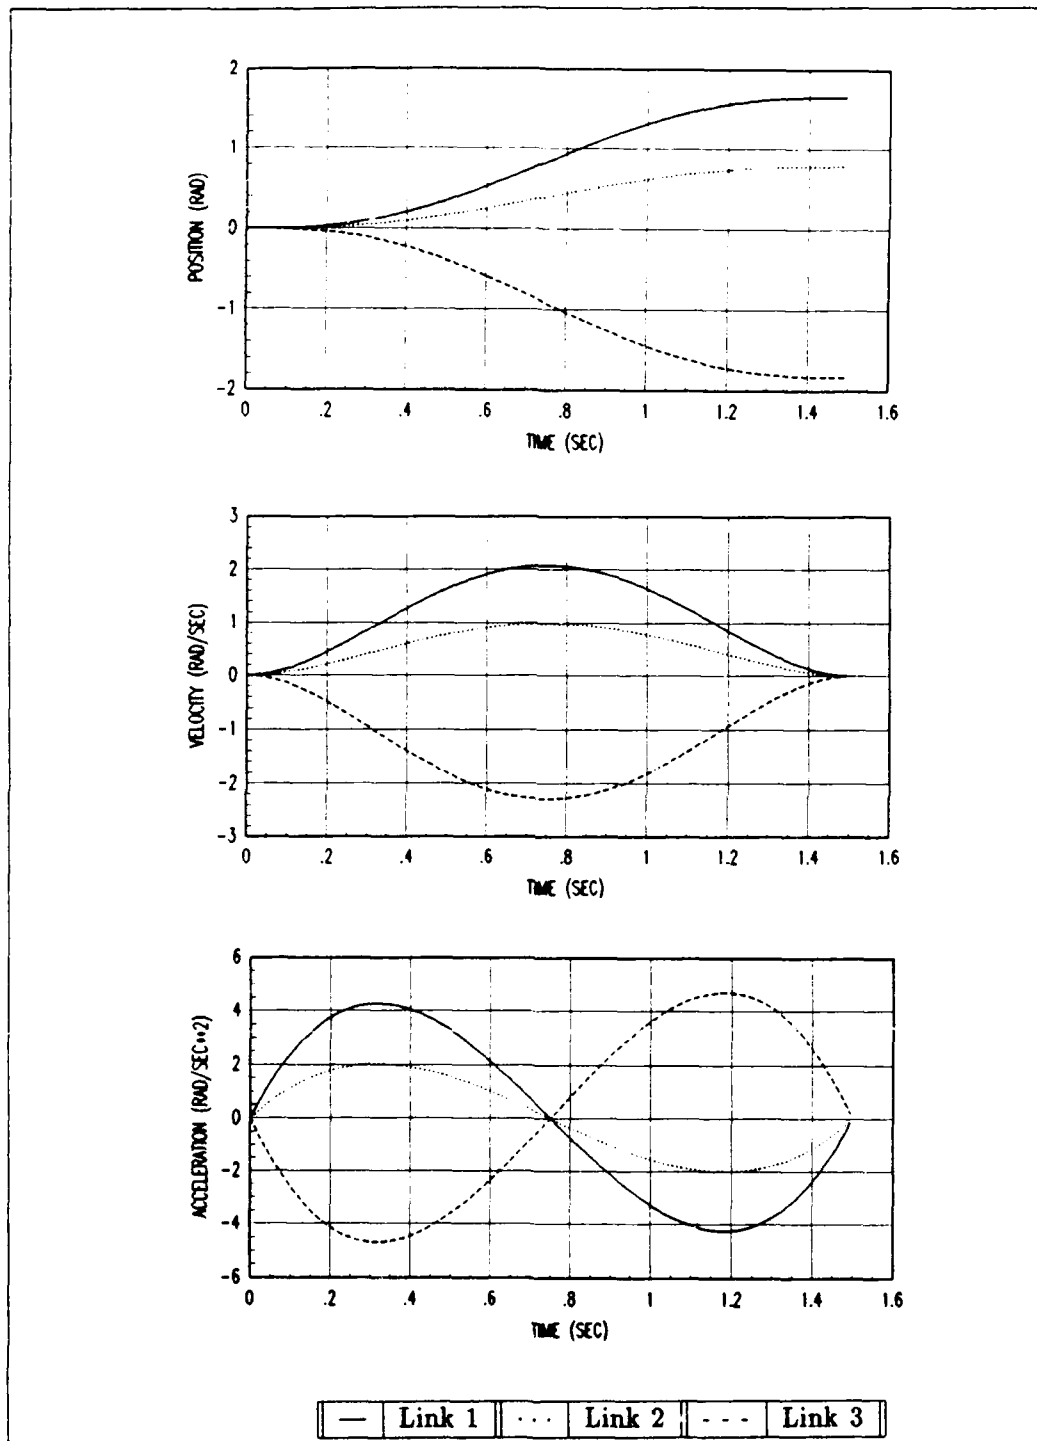 2
1
0
-1
-2
POSITION (RAD)
0 .2 .4 .6 .8 1 1.2 1.4 1.6
TIME (SEC)
3
2
1
0
-1
-2
-3
VELOCITY (RAD/SEC)
0 .2 .4 .6 .8 1 1.2 1.4 1.6
TIME (SEC)
6
4
2
0
-2
-4
-6
ACCELERATION (RAD/SEC**2)
0 .2 .4 .6 .8 1 1.2 1.4 1.6
TIME (SEC)
— Link 1 ··· Link 2 - - - Link 3